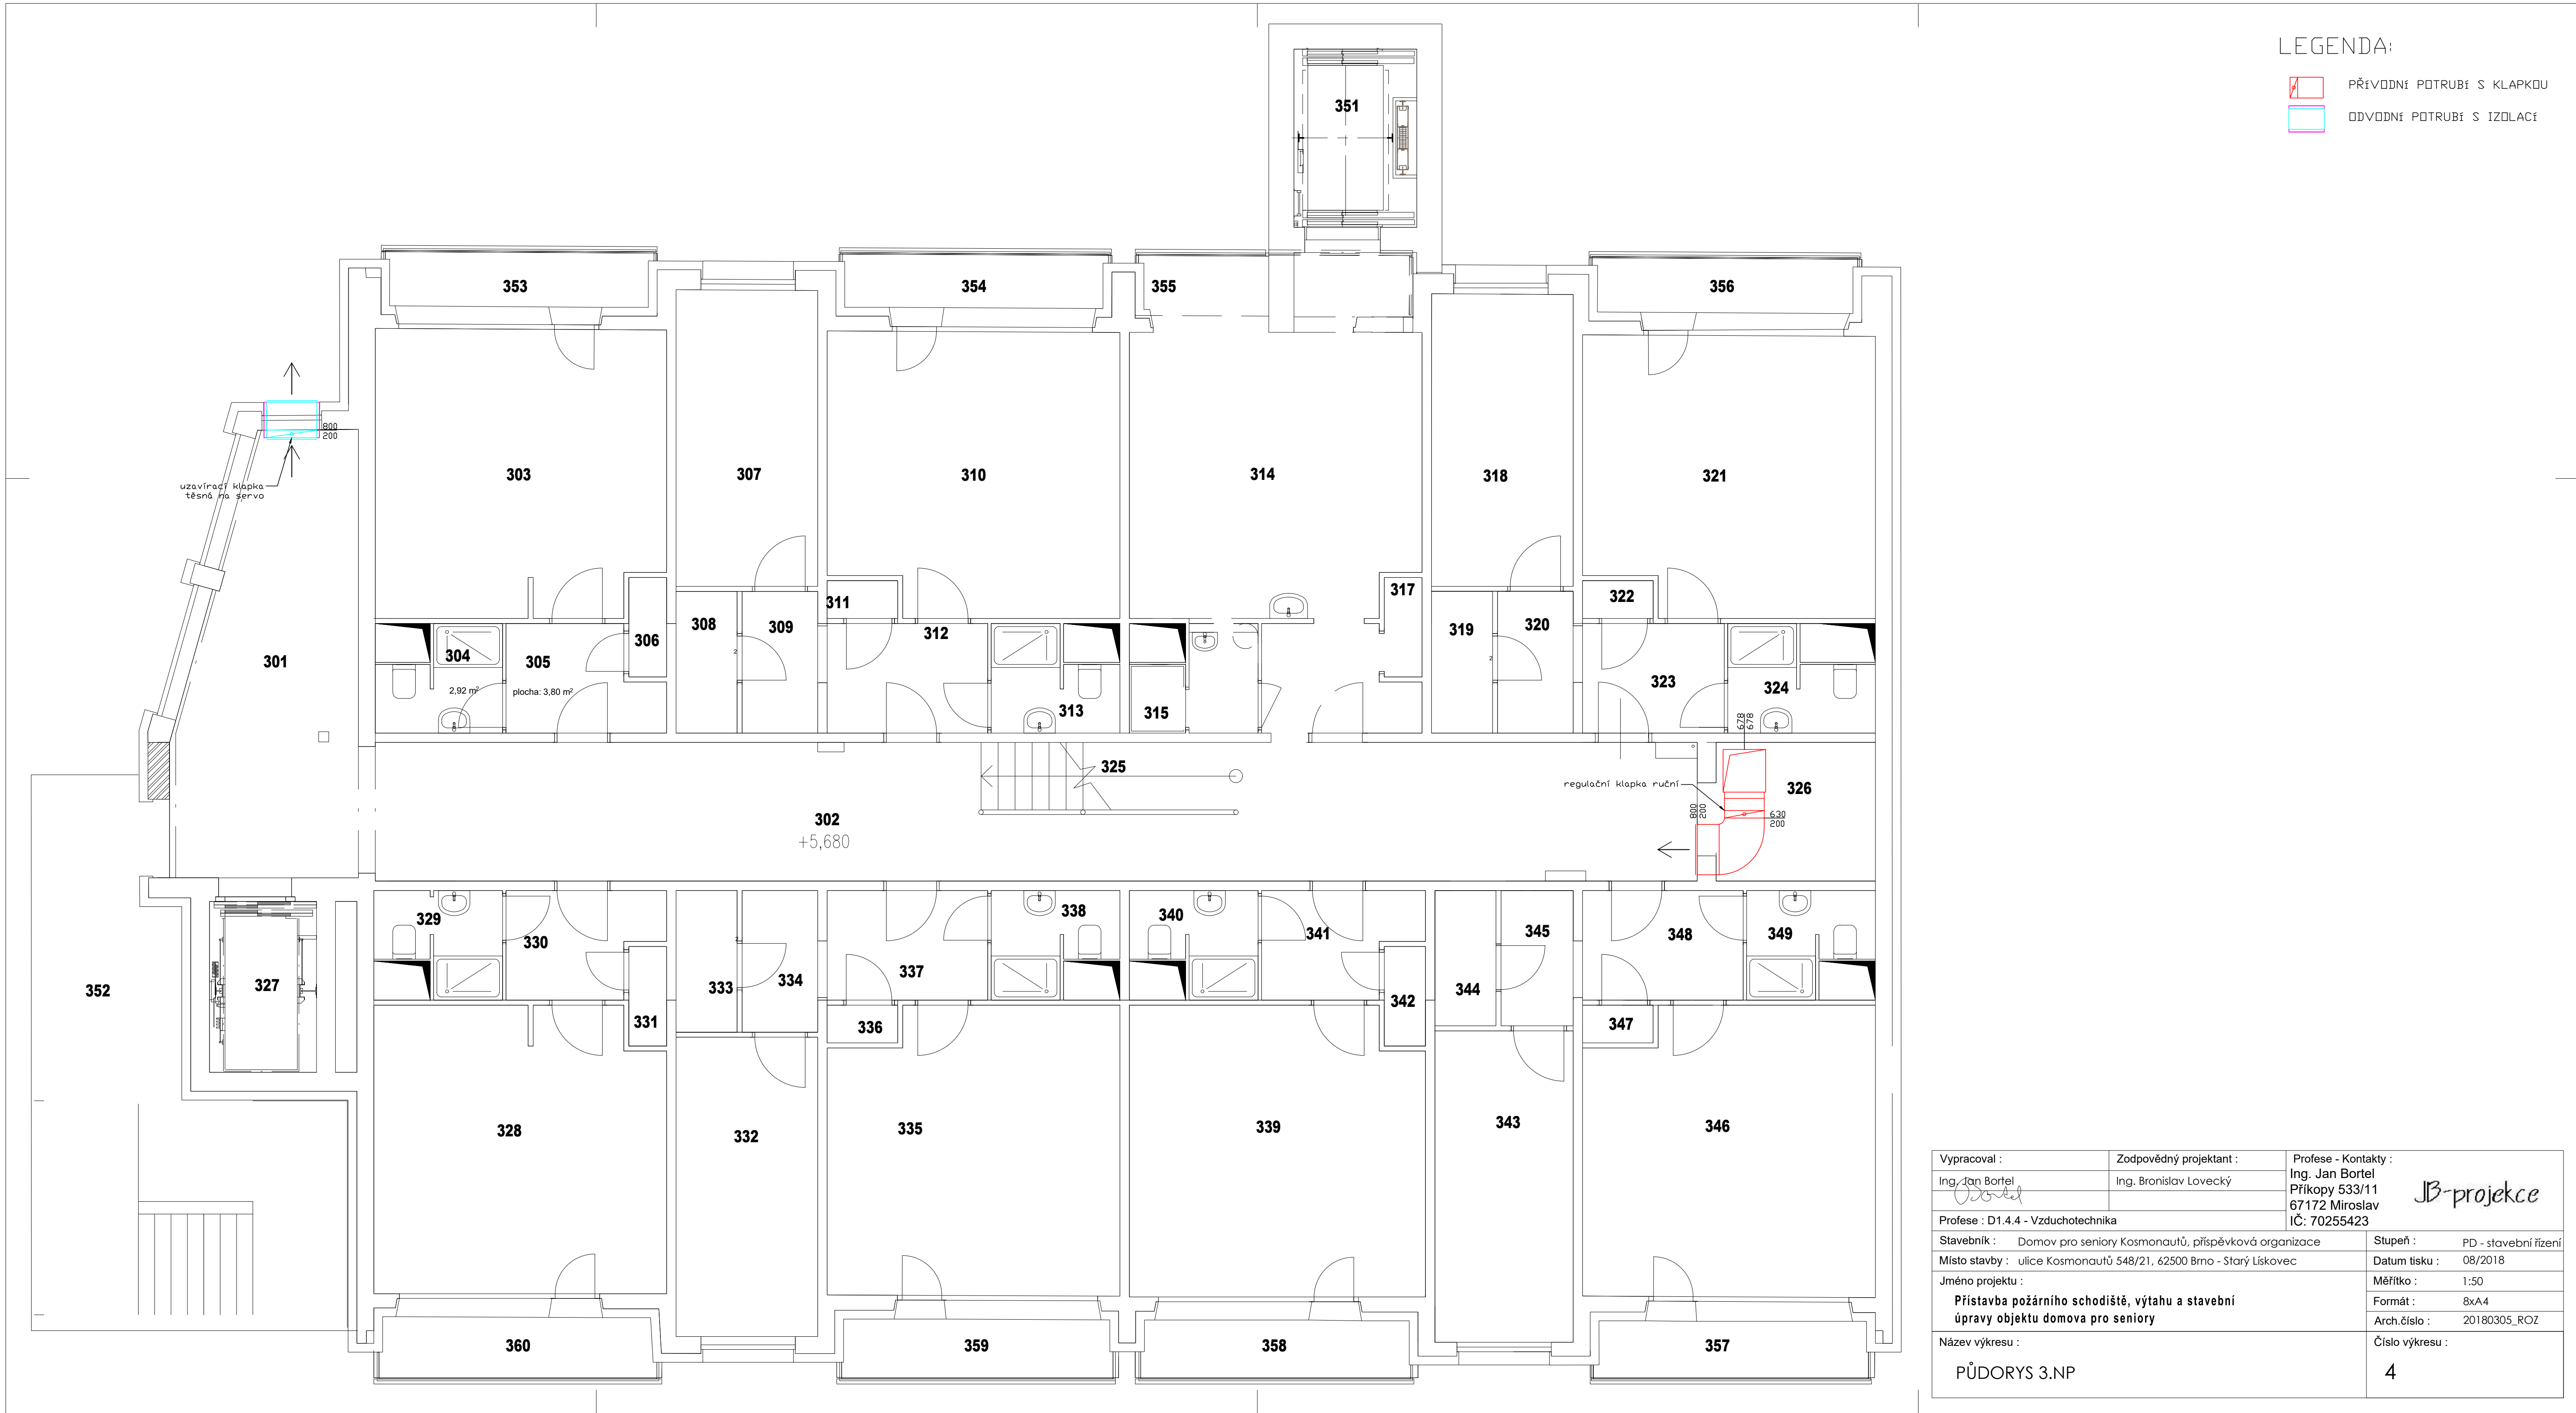 LEGENDA:
PŘÍVODNÍ POTRUBÍ S KLAPKOU
ODVODNÍ POTRUBÍ S IZOLACÍ
351
353
354
355
356
800
200
uzavírací klapka
těsná na servo
303
307
310
314
318
321
301
304
305
306
308
309
311
312
313
315
317
319
320
322
323
324
2
2
2,92 m²
plocha: 3,80 m²
678
678
325
regulační klapka ruční
800
200
630
200
326
302
+5,680
327
352
329
330
331
333
2
334
336
337
338
340
341
342
344
345
347
348
349
328
332
335
339
343
346
360
359
358
357
Vypracoval :
Zodpovědný projektant :
Profese - Kontakty :
Ing. Jan Bortel
Ing. Bronislav Lovecký
Ing. Jan Bortel
Příkopy 533/11
67172 Miroslav
IČ: 70255423
JB-projekce
Bortel
Profese : D1.4.4 - Vzduchotechnika
Stavebník : Domov pro seniory Kosmonautů, příspěvková organizace
Stupeň : PD - stavební řízení
Místo stavby : ulice Kosmonautů 548/21, 62500 Brno - Starý Lískovec
Datum tisku : 08/2018
Jméno projektu :
Měřítko : 1:50
Přístavba požárního schodiště, výtahu a stavební
úpravy objektu domova pro seniory
Formát : 8xA4
Arch.číslo : 20180305_ROZ
Název výkresu :
Číslo výkresu :
PŮDORYS 3.NP
4